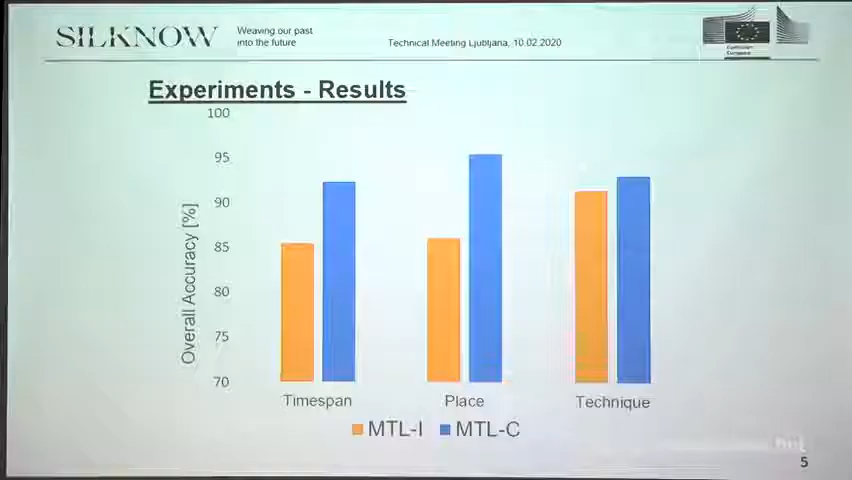 SILKNOW
Weaving our past
into the future
Technical Meeting Ljubljana, 10.02.2020
European
Experiments - Results
100
95
90
85
80
75
70
Overall Accuracy [%]
Timespan
Place
Technique
MTL-I
MTL-C
5